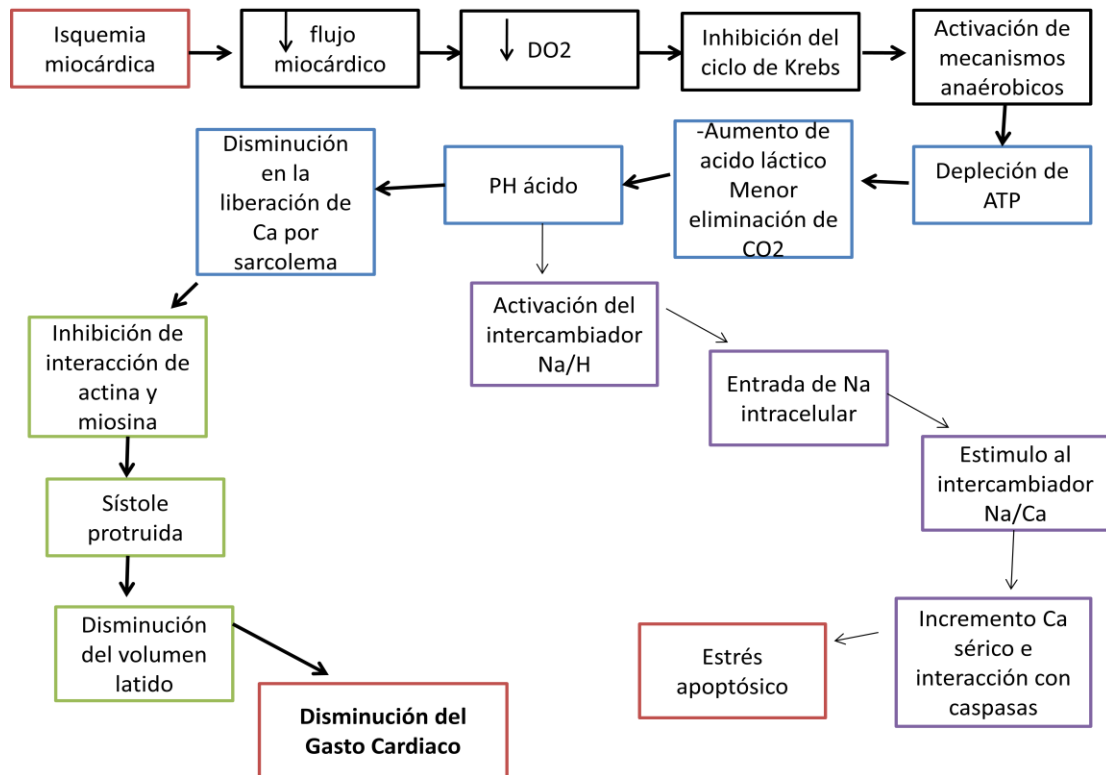 Isquemia
miocárdica
↓ flujo
miocárdico
↓ DO2
Inhibición del
ciclo de Krebs
Activación de
mecanismos
anaérobicos
Depleción de
ATP
-Aumento de
acido láctico
Menor
eliminación de
CO2
PH ácido
Disminución
en la
liberación de
Ca por
sarcolema
Inhibición de
interacción de
actina y
miosina
Sístole
protruida
Disminución
del volumen
latido
Disminución del
Gasto Cardiaco
Activación del
intercambiador
Na/H
Entrada de Na
intracelular
Estimulo al
intercambiador
Na/Ca
Incremento Ca
sérico e
interacción con
caspasas
Estrés
apoptósico